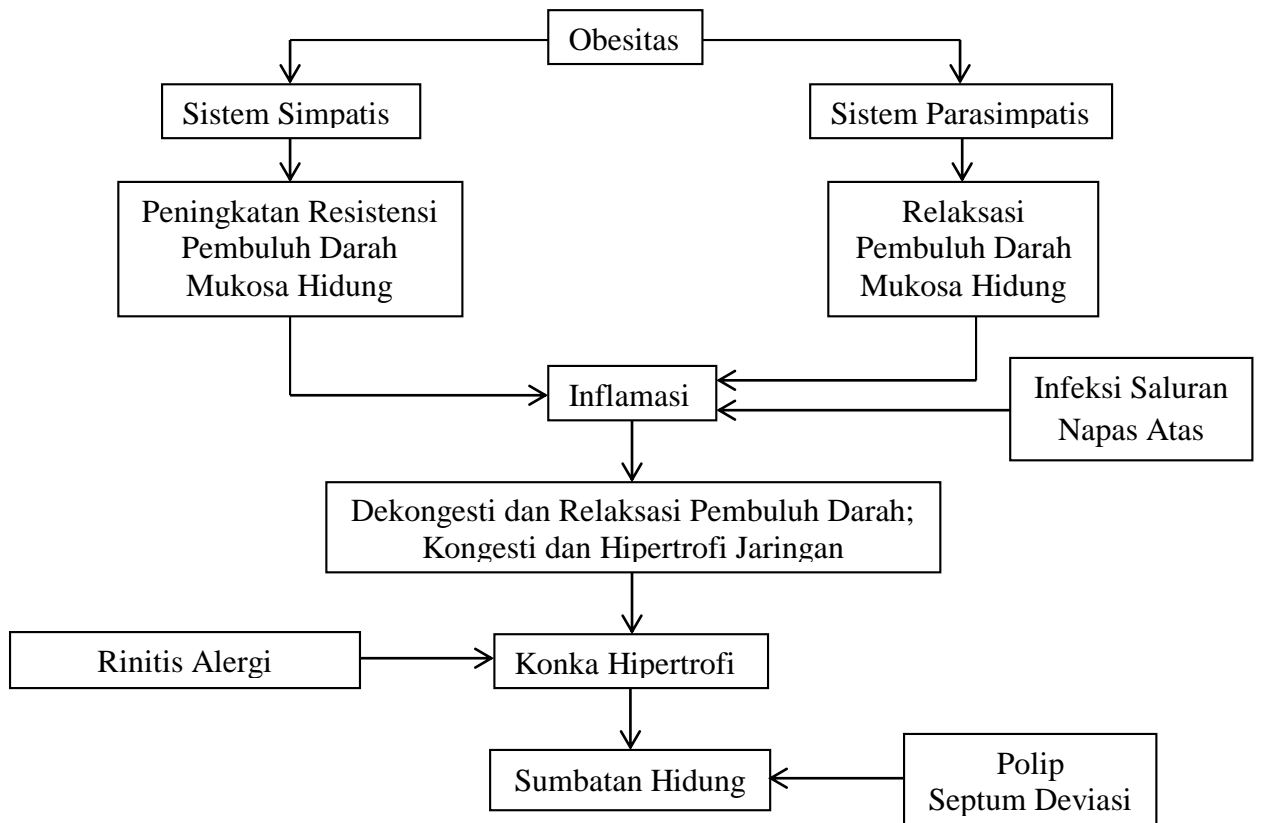 Obesitas
Sistem Simpatis
Sistem Parasimpatis
Peningkatan Resistensi
Pembuluh Darah
Mukosa Hidung
Relaksasi
Pembuluh Darah
Mukosa Hidung
Inflamasi
Infeksi Saluran
Napas Atas
Dekongesti dan Relaksasi Pembuluh Darah;
Kongesti dan Hipertrofi Jaringan
Rinitis Alergi
Konka Hipertrofi
Sumbatan Hidung
Polip
Septum Deviasi